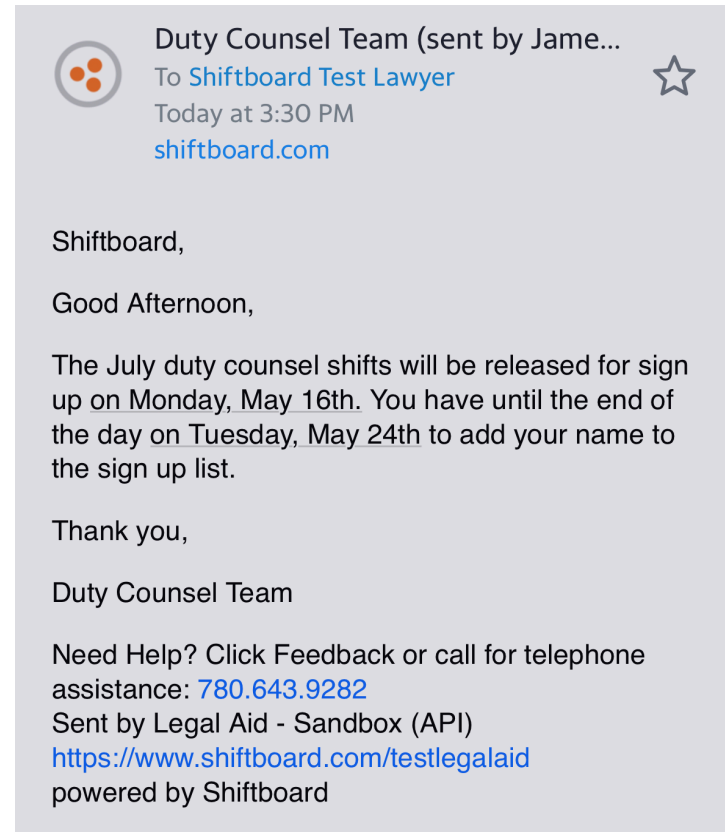 Duty Counsel Team (sent by Jame...
To Shiftboard Test Lawyer
Today at 3:30 PM
shiftboard.com
Shiftboard,
Good Afternoon,
The July duty counsel shifts will be released for sign
up on Monday, May 16th. You have until the end of
the day on Tuesday, May 24th to add your name to
the sign up list.
Thank you,
Duty Counsel Team
Need Help? Click Feedback or call for telephone
assistance: 780.643.9282
Sent by Legal Aid - Sandbox (API)
https://www.shiftboard.com/testlegalaid
powered by Shiftboard